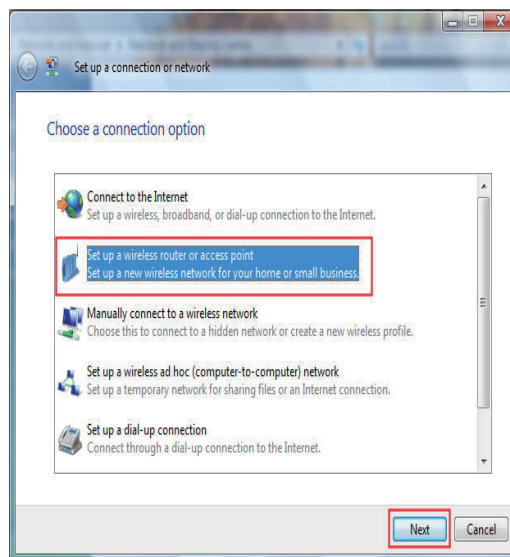 Set up a connection or network
Choose a connection option
Connect to the Internet
Set up a wireless, broadband, or dial-up connection to the Internet.
Set up a wireless router or access point
Set up a new wireless network for your home or small business.
Manually connect to a wireless network
Choose this to connect to a hidden network or create a new wireless profile.
Set up a wireless ad hoc (computer-to-computer) network
Set up a temporary network for sharing files or an Internet connection.
Set up a dial-up connection
Connect through a dial-up connection to the Internet.
Next
Cancel